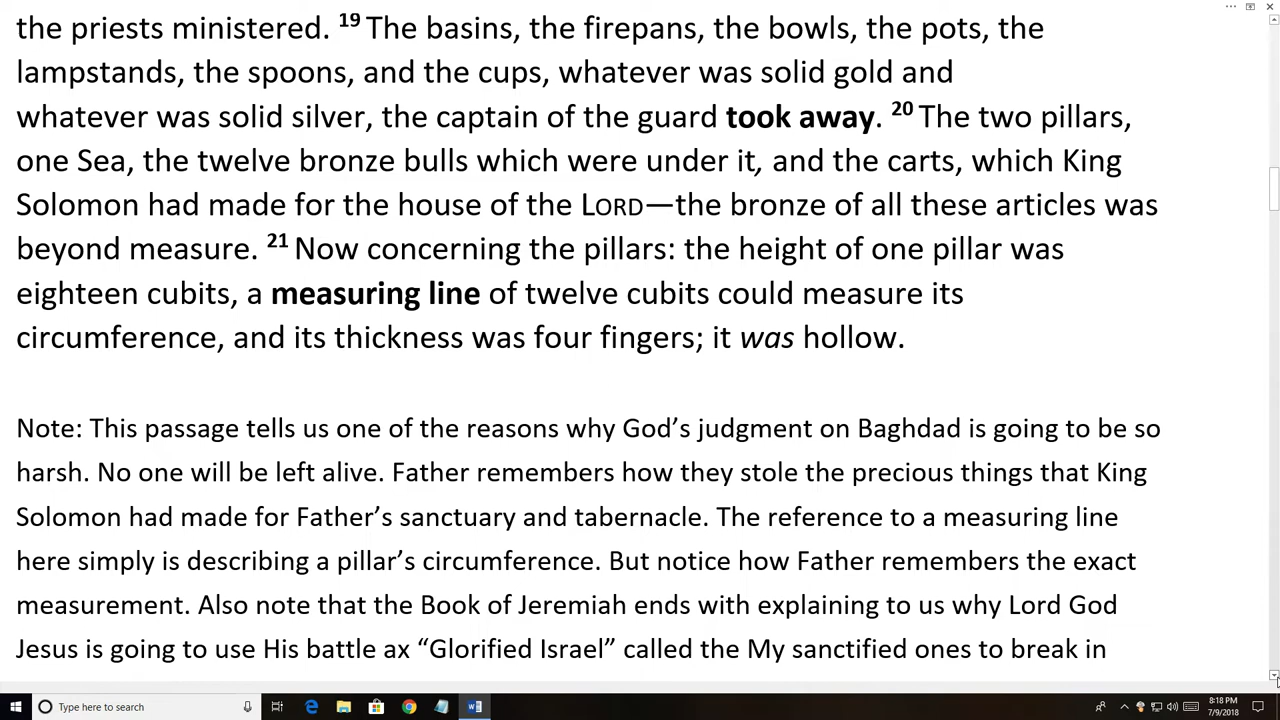 the priests ministered. 19 The basins, the firepans, the bowls, the pots, the
lampstands, the spoons, and the cups, whatever was solid gold and
whatever was solid silver, the captain of the guard took away. 20 The two pillars,
one Sea, the twelve bronze bulls which were under it, and the carts, which King
Solomon had made for the house of the LORD—the bronze of all these articles was
beyond measure. 21 Now concerning the pillars: the height of one pillar was
eighteen cubits, a measuring line of twelve cubits could measure its
circumference, and its thickness was four fingers; it was hollow.
Note: This passage tells us one of the reasons why God’s judgment on Baghdad is going to be so
harsh. No one will be left alive. Father remembers how they stole the precious things that King
Solomon had made for Father’s sanctuary and tabernacle. The reference to a measuring line
here simply is describing a pillar’s circumference. But notice how Father remembers the exact
measurement. Also note that the Book of Jeremiah ends with explaining to us why Lord God
Jesus is going to use His battle ax “Glorified Israel” called the My sanctified ones to break in
Type here to search
8:18 PM
7/9/2018